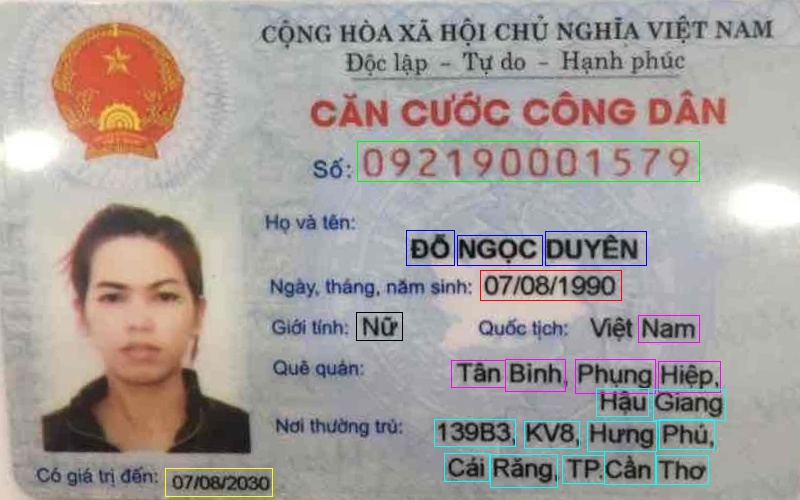 CỘNG HÒA XÃ HỘI CHỦ NGHĨA VIỆT NAM
Độc lập - Tự do - Hạnh phúc
CĂN CƯỚC CÔNG DÂN
Số: 092190001579
Họ và tên:
ĐỖ NGỌC DUYÊN
Ngày, tháng, năm sinh: 07/08/1990
Giới tính: Nữ Quốc tịch: Việt Nam
Quê quán: Tân Bình, Phụng Hiệp,
Hậu Giang
Nơi thường trú: 139B3, KV8, Hưng Phú,
Cái Răng, TP.Cần Thơ
Có giá trị đến: 07/08/2030